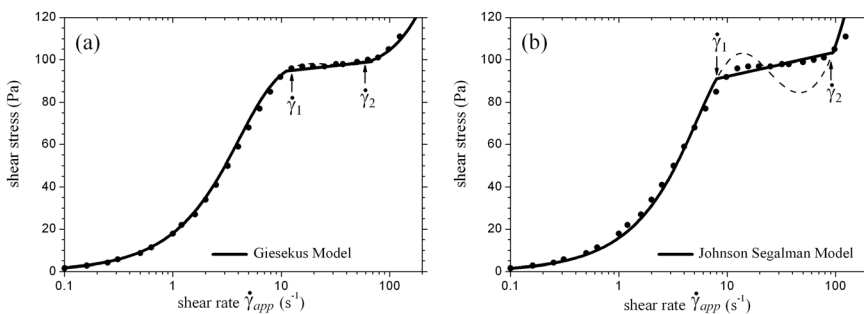 (a)
shear stress (Pa)
120
100
80
60
40
20
0
γ̇₁
γ̇₂
Giesekus Model
0.1
1
10
100
shear rate γ̇app (s⁻¹)
(b)
shear stress (Pa)
120
100
80
60
40
20
0
γ̇₁
γ̇₂
Johnson Segalman Model
0.1
1
10
100
shear rate γ̇app (s⁻¹)